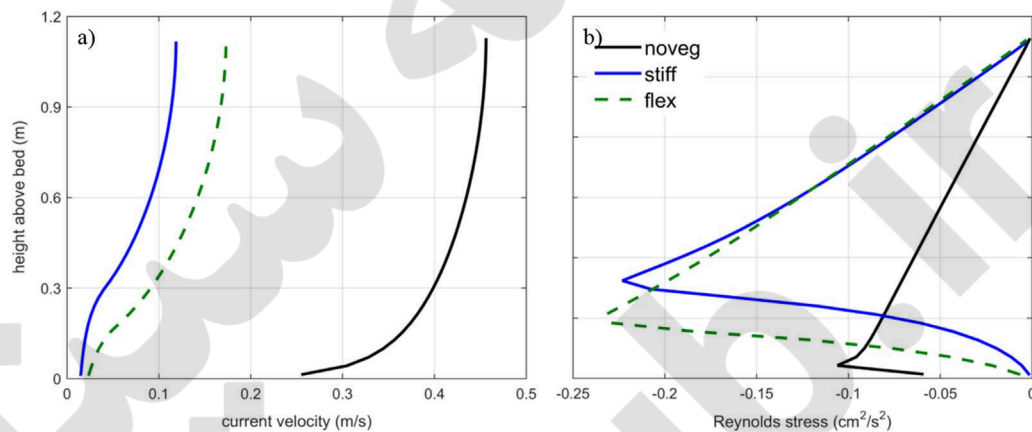 a)
1.2
0.9
0.6
0.3
0
height above bed (m)
0 0.1 0.2 0.3 0.4 0.5
current velocity (m/s)
b)
noveg
stiff
flex
-0.25 -0.2 -0.15 -0.1 -0.05 0
Reynolds stress (cm²/s²)